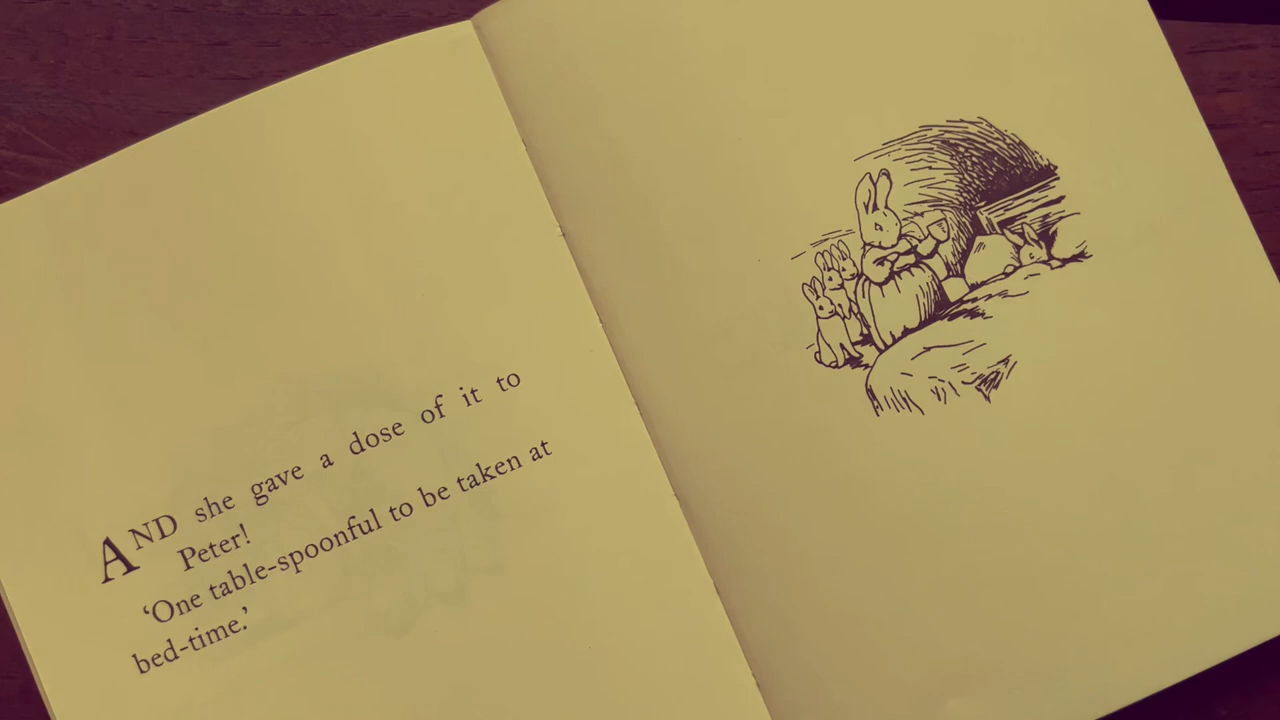 AND she gave a dose of it to
Peter!
‘One table-spoonful to be taken at
bed-time.’